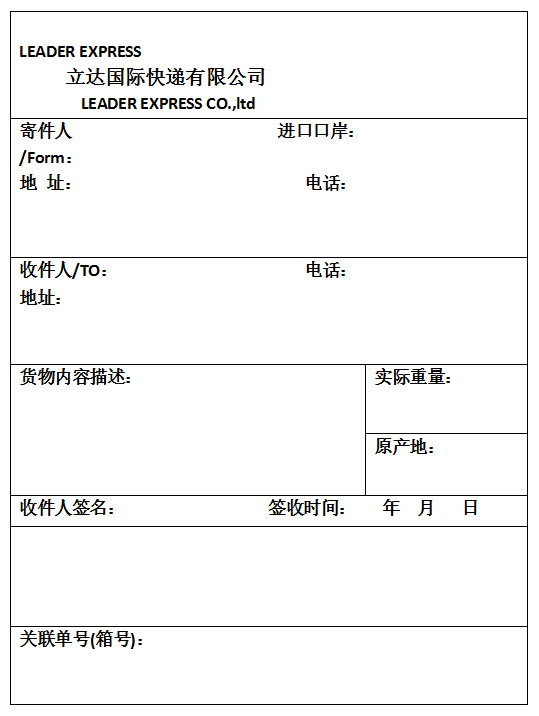 LEADER EXPRESS
立达国际快递有限公司
LEADER EXPRESS CO.,ltd
寄件人 进口口岸：
/Form：
地 址： 电话：
收件人/TO： 电话：
地址：
货物内容描述： 实际重量：
原产地：
收件人签名： 签收时间： 年 月 日
关联单号(箱号)：